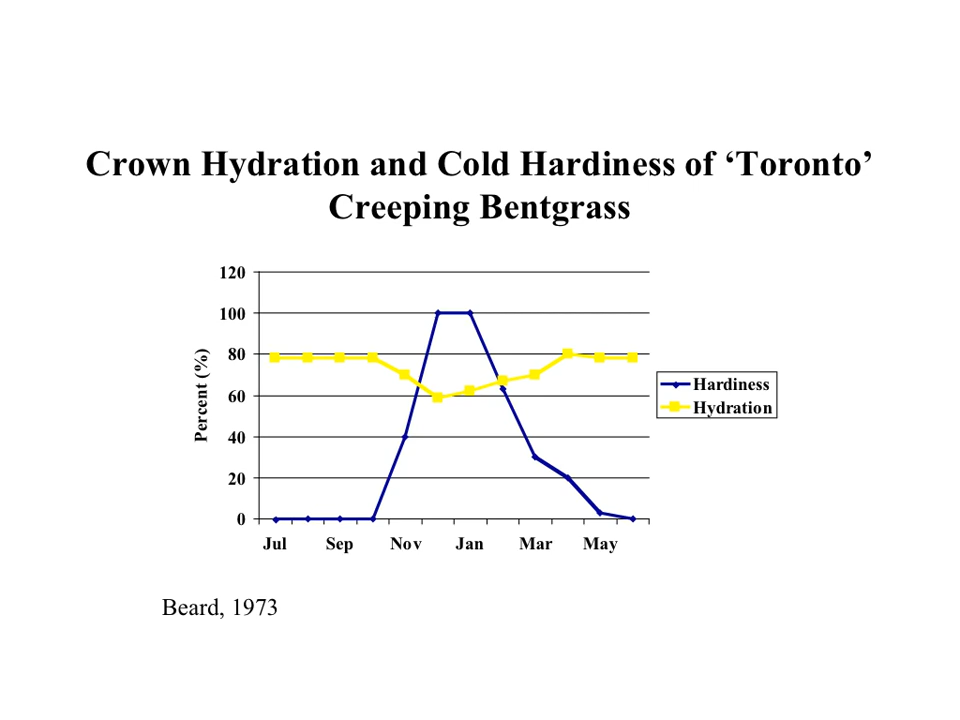 Crown Hydration and Cold Hardiness of ‘Toronto’
Creeping Bentgrass
120
100
80
60
40
20
0
Percent (%)
Jul Sep Nov Jan Mar May
Hardiness
Hydration
Beard, 1973